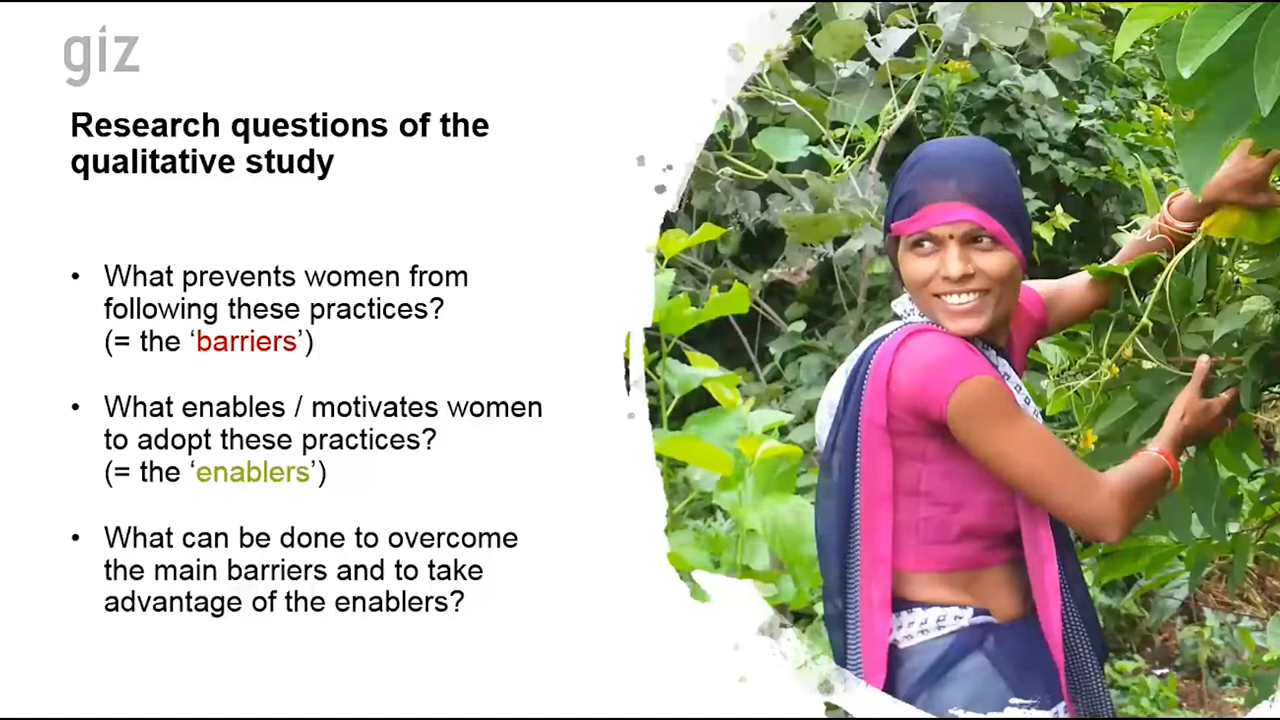 giz
Research questions of the
qualitative study
• What prevents women from
following these practices?
(= the ‘barriers’)
• What enables / motivates women
to adopt these practices?
(= the ‘enablers’)
• What can be done to overcome
the main barriers and to take
advantage of the enablers?